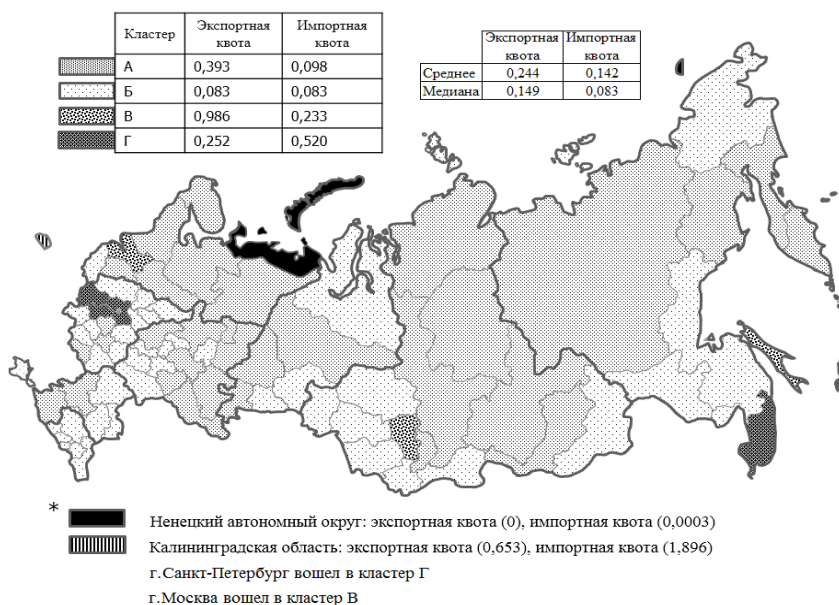 Кластер Экспортная квота Импортная квота
А 0,393 0,098
Б 0,083 0,083
В 0,986 0,233
Г 0,252 0,520
Экспортная квота Импортная квота
Среднее 0,244 0,142
Медиана 0,149 0,083
* Ненецкий автономный округ: экспортная квота (0), импортная квота (0,0003)
Калининградская область: экспортная квота (0,653), импортная квота (1,896)
г.Санкт-Петербург вошел в кластер Г
г.Москва вошел в кластер В